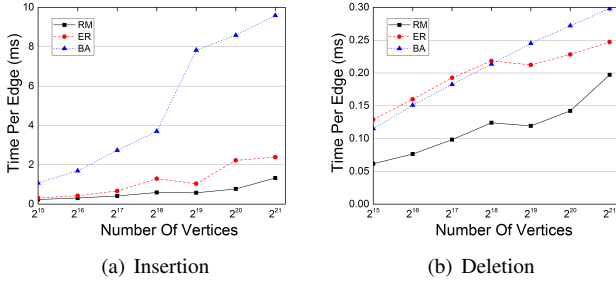 10
8
6
4
2
0
Time Per Edge (ms)
RM
ER
BA
2^15 2^16 2^17 2^18 2^19 2^20 2^21
Number Of Vertices
(a) Insertion
0.30
0.25
0.20
0.15
0.10
0.05
0.00
Time Per Edge (ms)
RM
ER
BA
2^15 2^16 2^17 2^18 2^19 2^20 2^21
Number Of Vertices
(b) Deletion